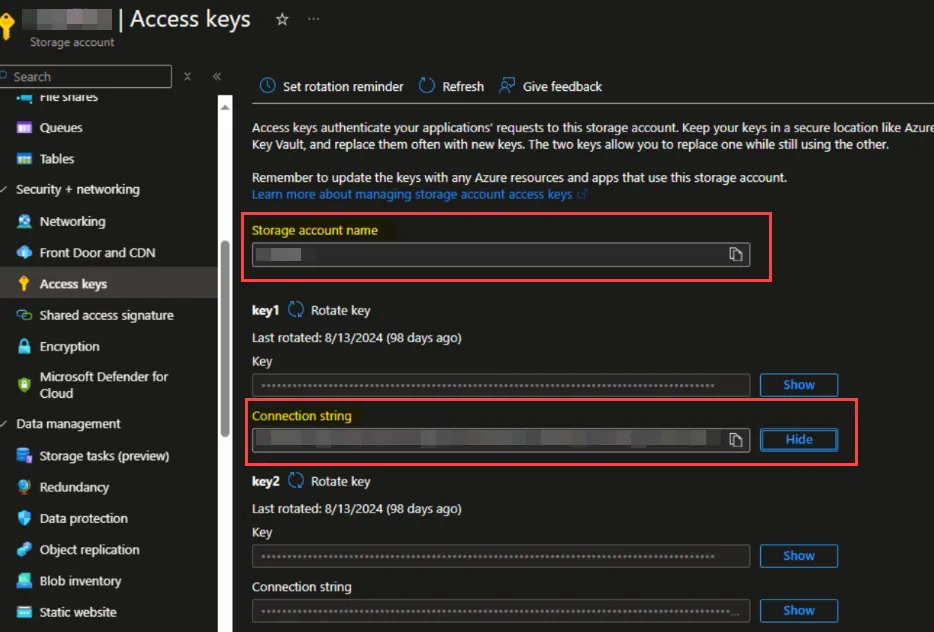 | Access keys
Storage account
Search
File shares
Queues
Tables
Security + networking
Networking
Front Door and CDN
Access keys
Shared access signature
Encryption
Microsoft Defender for
Cloud
Data management
Storage tasks (preview)
Redundancy
Data protection
Object replication
Blob inventory
Static website
Set rotation reminder
Refresh
Give feedback
Access keys authenticate your applications' requests to this storage account. Keep your keys in a secure location like Azure
Key Vault, and replace them often with new keys. The two keys allow you to replace one while still using the other.
Remember to update the keys with any Azure resources and apps that use this storage account.
Learn more about managing storage account access keys
Storage account name
key1 Rotate key
Last rotated: 8/13/2024 (98 days ago)
Key
Show
Connection string
Hide
key2 Rotate key
Last rotated: 8/13/2024 (98 days ago)
Key
Show
Connection string
Show